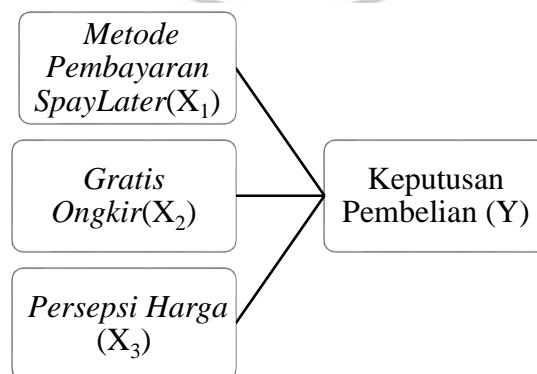 Metode
Pembayaran
SpayLater(X₁)
Gratis
Ongkir(X₂)
Persepsi Harga
(X₃)
Keputusan
Pembelian (Y)